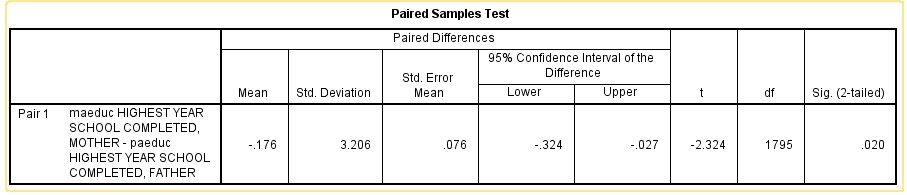 Paired Samples Test
Paired Differences
95% Confidence Interval of the
Difference
Std. Error
Mean
Mean Std. Deviation Lower Upper t df Sig. (2-tailed)
Pair 1 maeduc HIGHEST YEAR
SCHOOL COMPLETED,
MOTHER - paeduc
HIGHEST YEAR SCHOOL
COMPLETED, FATHER
-.176 3.206 .076 -.324 -.027 -2.324 1795 .020